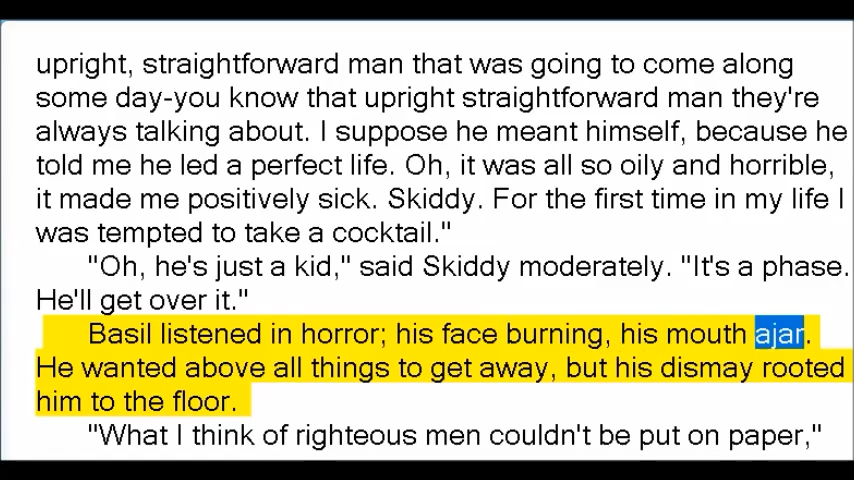 upright, straightforward man that was going to come along
some day-you know that upright straightforward man they're
always talking about. I suppose he meant himself, because he
told me he led a perfect life. Oh, it was all so oily and horrible,
it made me positively sick. Skiddy. For the first time in my life I
was tempted to take a cocktail."
"Oh, he's just a kid," said Skiddy moderately. "It's a phase.
He'll get over it."
Basil listened in horror; his face burning, his mouth ajar.
He wanted above all things to get away, but his dismay rooted
him to the floor.
"What I think of righteous men couldn't be put on paper,"